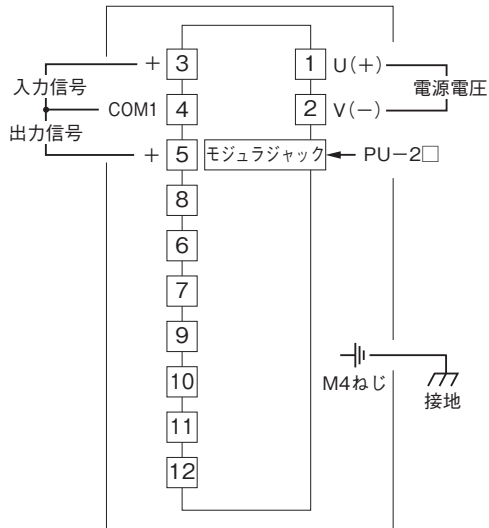 + 3
1 U(+)
入力信号
電源電圧
COM1 4
2 V(−)
出力信号
+ 5
モジュラジャック
PU−2□
8
6
7
9
M4ねじ
接地
10
11
12